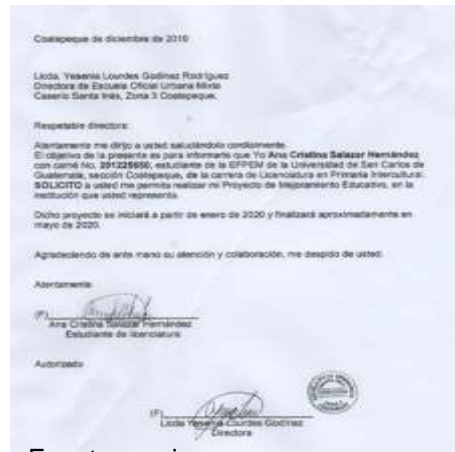 Coatepeque de diciembre de 2019
Licda. Yesenia Lourdes Godínez Rodríguez
Directora de Escuela Oficial Urbana Mixta
Caserío Santa Inés, Zona 3 Coatepeque.
Respetable directora:
Atentamente me dirijo a usted saludándolo cordialmente.
El objetivo de la presente es para informarle que Yo Ana Cristina Salazar Hernández
con carné No. 201225650, estudiante de la EFPEM de la Universidad de San Carlos de
Guatemala, sección Coatepeque, de la carrera de Licenciatura en Primaria Intercultural.
SOLICITO a usted me permita realizar mi Proyecto de Mejoramiento Educativo, en la
institución que usted representa.
Dicho proyecto se iniciará a partir de enero de 2020 y finalizará aproximadamente en
mayo de 2020.
Agradeciendo de ante mano su atención y colaboración, me despido de usted.
Atentamente
(F)
Ana Cristina Salazar Hernández
Estudiante de licenciatura
Autorizado
(F)
Licda Yesenia Lourdes Godínez
Directora